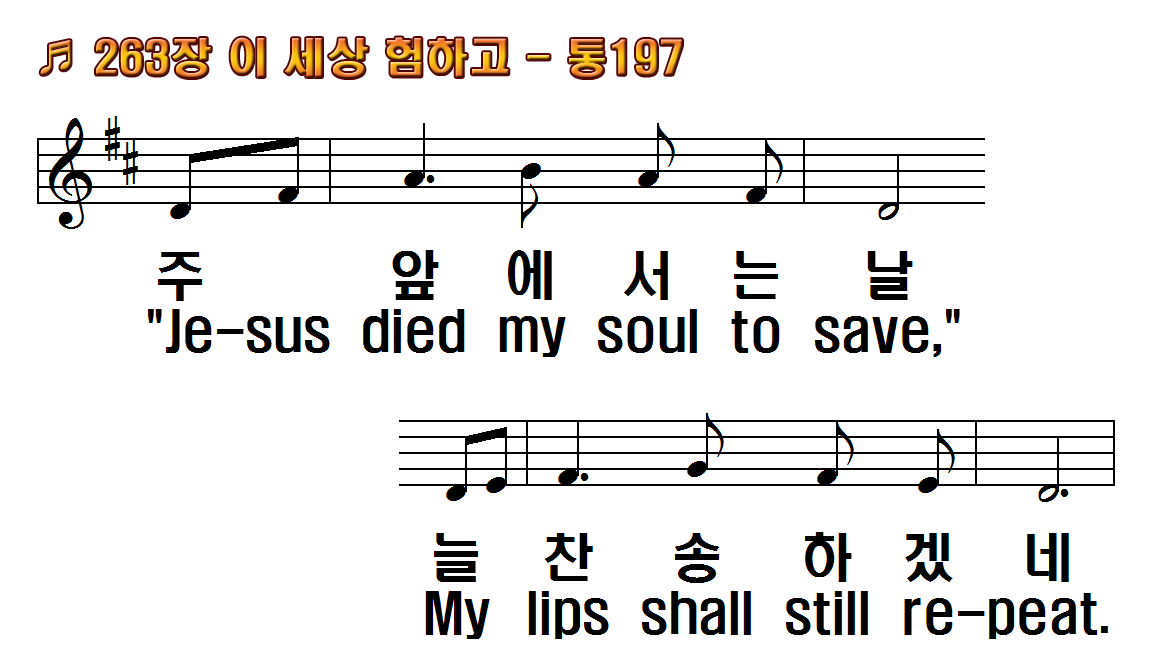 ♬ 263장 이 세상 험하고 - 통197
주 앞 에 서 는 날
"Je-sus died my soul to save,"
늘 찬 송 하 겠 네
My lips shall still re-peat.